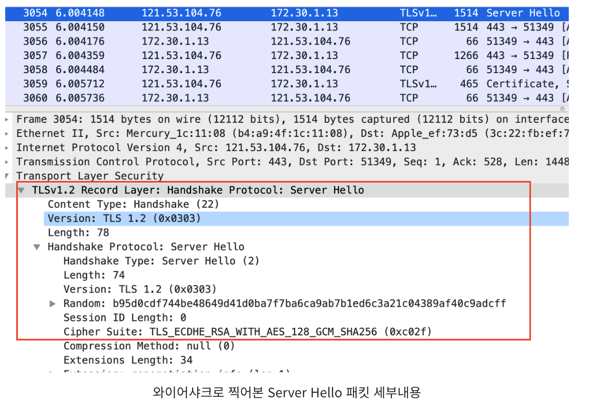 3054 6.004148 121.53.104.76 172.30.1.13 TLSv1… 1514 Server Hello
3055 6.004150 121.53.104.76 172.30.1.13 TCP 1514 443 → 51349 [A
3056 6.004176 172.30.1.13 121.53.104.76 TCP 66 51349 → 443 [A
3057 6.004359 121.53.104.76 172.30.1.13 TCP 1266 443 → 51349 [P
3058 6.004484 172.30.1.13 121.53.104.76 TCP 66 51349 → 443 [A
3059 6.005712 121.53.104.76 172.30.1.13 TLSv1… 465 Certificate, S
3060 6.005736 172.30.1.13 121.53.104.76 TCP 66 51349 → 443 [A
Frame 3054: 1514 bytes on wire (12112 bits), 1514 bytes captured (12112 bits) on interface
Ethernet II, Src: Mercury_1c:11:08 (b4:a9:4f:1c:11:08), Dst: Apple_ef:73:d5 (3c:22:fb:ef:7
Internet Protocol Version 4, Src: 121.53.104.76, Dst: 172.30.1.13
Transmission Control Protocol, Src Port: 443, Dst Port: 51349, Seq: 1, Ack: 528, Len: 1448
Transport Layer Security
TLSv1.2 Record Layer: Handshake Protocol: Server Hello
Content Type: Handshake (22)
Version: TLS 1.2 (0x0303)
Length: 78
Handshake Protocol: Server Hello
Handshake Type: Server Hello (2)
Length: 74
Version: TLS 1.2 (0x0303)
Random: b95d0cdf744be48649d41d0ba7f7ba6ca9ab7b1ed6c3a21c04389af40c9adcff
Session ID Length: 0
Cipher Suite: TLS_ECDHE_RSA_WITH_AES_128_GCM_SHA256 (0xc02f)
Compression Method: null (0)
Extensions Length: 34
와이어샤크로 찍어본 Server Hello 패킷 세부내용